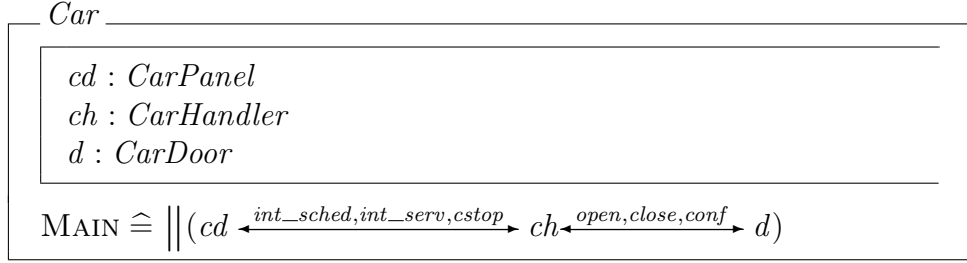 Car
cd : CarPanel
ch : CarHandler
d : CarDoor
MAIN ≙ ||(cd ←int_sched,int_serv,cstop→ ch ←open,close,conf→ d)